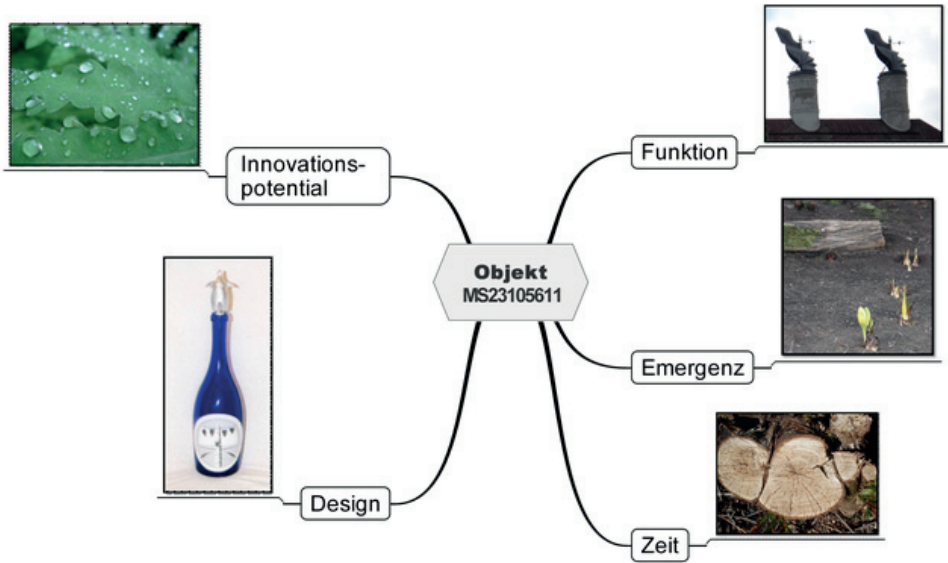 Innovations-
potential
Funktion
Objekt
MS23105611
Emergenz
Design
Zeit